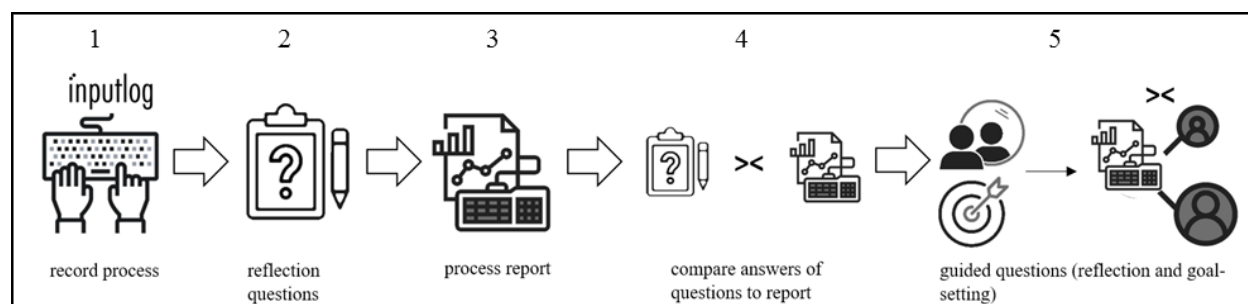 1
2
3
4
5
inputlog
?
?
><
><
record process
reflection
questions
process report
compare answers of
questions to report
guided questions (reflection and goal-
setting)